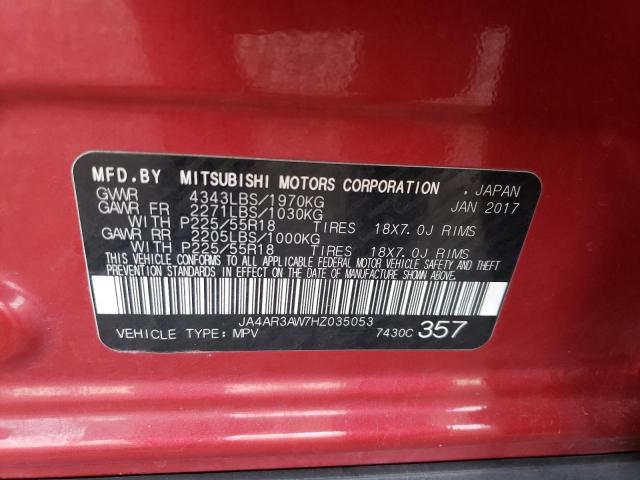 MFD.BY MITSUBISHI MOTORS CORPORATION . JAPAN
GVWR 4343LBS/1970KG JAN 2017
GAWR FR 2271LBS/1030KG
WITH P225/55R18 TIRES 18X7.0J RIMS
GAWR RR 2205LBS/1000KG
WITH P225/55R18 TIRES 18X7.0J RIMS
THIS VEHICLE CONFORMS TO ALL APPLICABLE FEDERAL MOTOR VEHICLE SAFETY AND THEFT
PREVENTION STANDARDS IN EFFECT ON THE DATE OF MANUFACTURE SHOWN ABOVE.
JA4AR3AW7HZ035053
VEHICLE TYPE: MPV 7430C 357